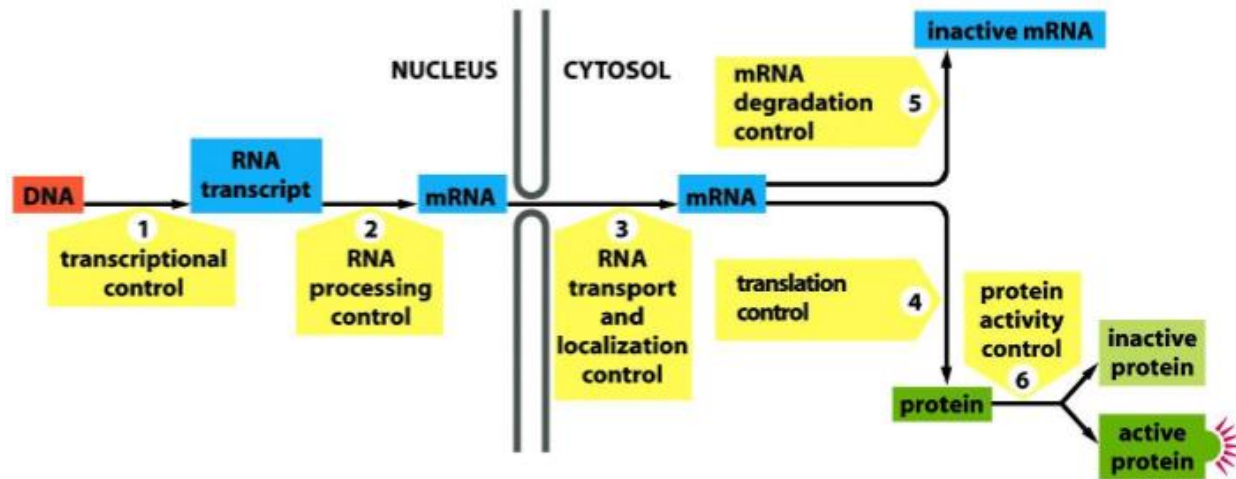 NUCLEUS
CYTOSOL
DNA
1
transcriptional
control
RNA
transcript
2
RNA
processing
control
mRNA
3
RNA
transport
and
localization
control
mRNA
mRNA
degradation
control
5
inactive mRNA
translation
control
4
protein
protein
activity
control
6
inactive
protein
active
protein